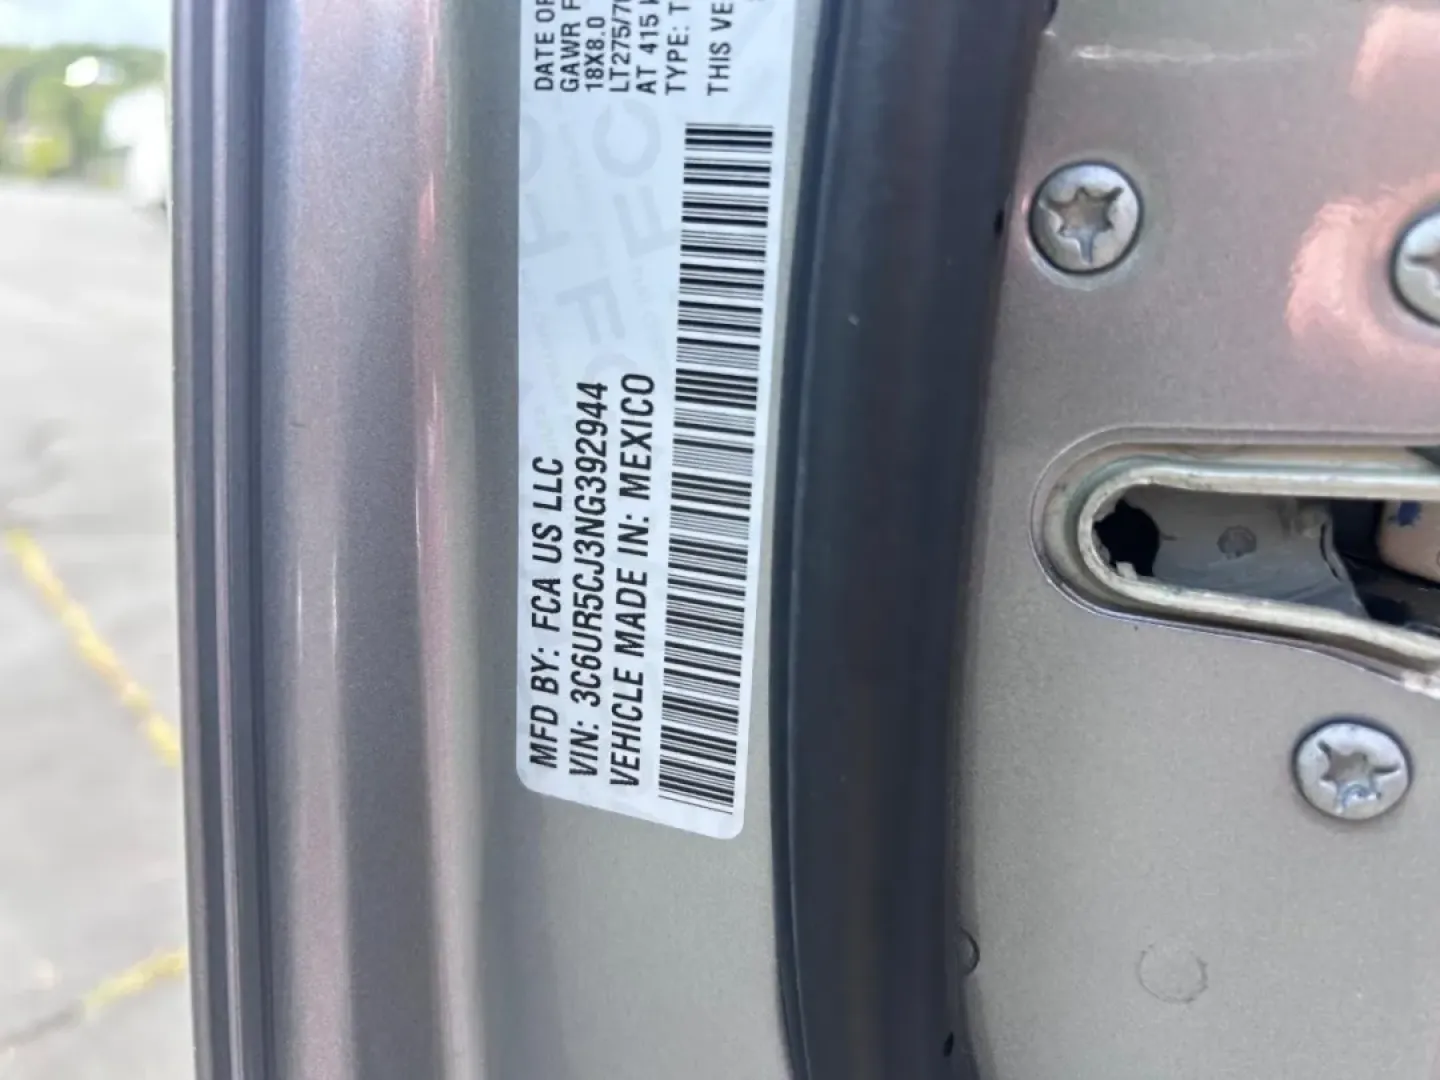 MFD BY: FCA US LLC
DATE OF
GAWR F
18X8.0
VIN: 3C6UR5CJ3NG392944
LT275/70
AT 415 k
VEHICLE MADE IN: MEXICO
TYPE: T
THIS VE